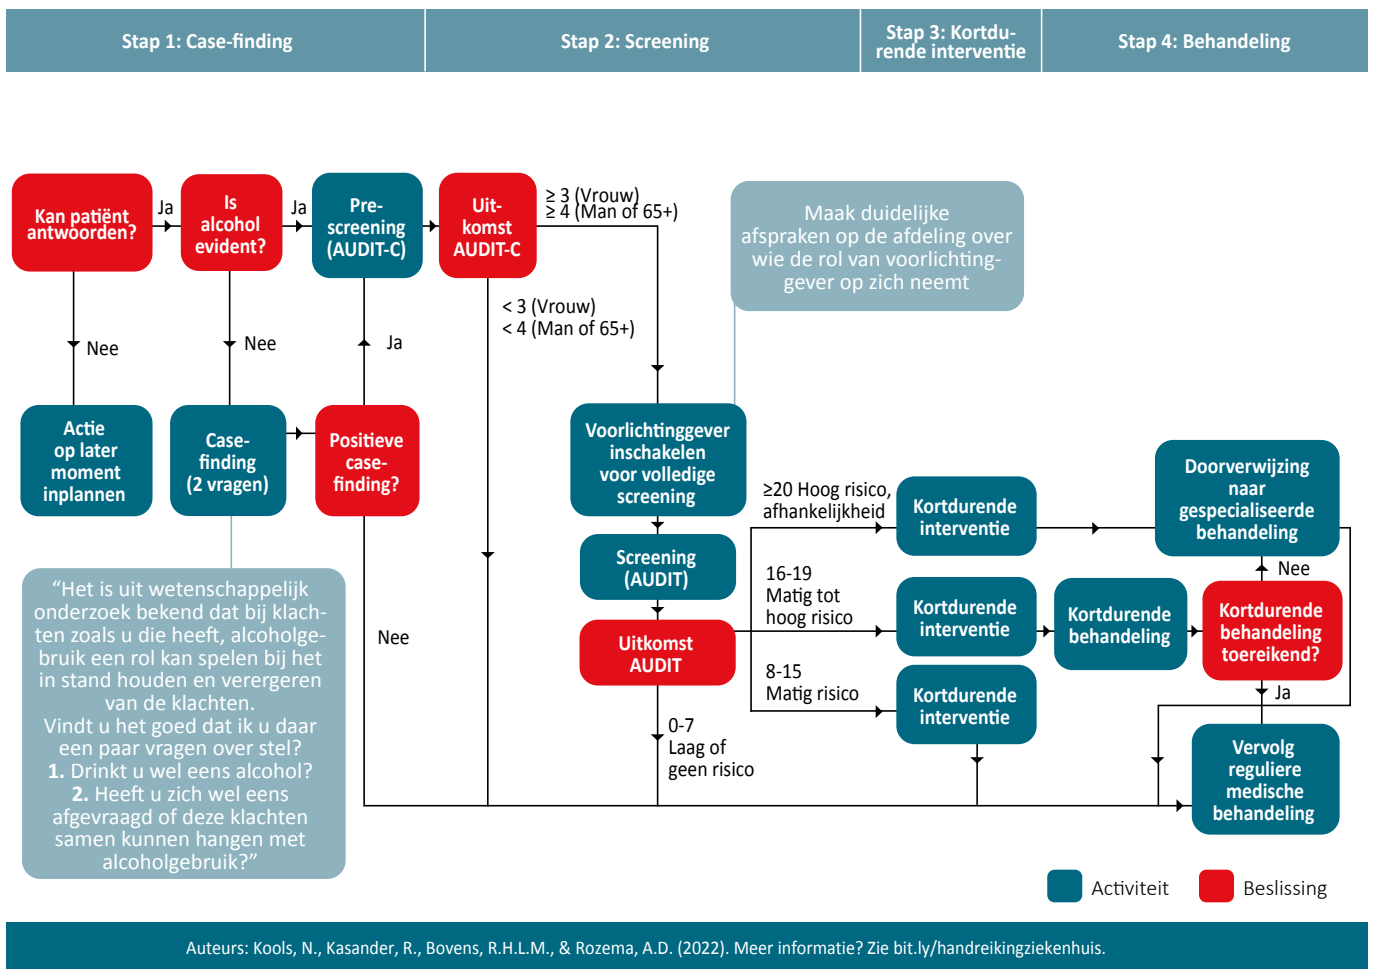 Stap 1: Case-finding
Stap 2: Screening
Stap 3: Kortdu-
rende interventie
Stap 4: Behandeling
Kan patiënt
antwoorden?
Ja
Is
alcohol
evident?
Ja
Pre-
screening
(AUDIT-C)
Uit-
komst
AUDIT-C
≥ 3 (Vrouw)
≥ 4 (Man of 65+)
Maak duidelijke
afspraken op de afdeling over
wie de rol van voorlichting-
gever op zich neemt
< 3 (Vrouw)
< 4 (Man of 65+)
Nee
Nee
Ja
Actie
op later
moment
inplannen
Case-
finding
(2 vragen)
Positieve
case-
finding?
Voorlichtinggever
inschakelen
voor volledige
screening
≥20 Hoog risico,
afhankelijkheid
Kortdurende
interventie
Doorverwijzing
naar
gespecialiseerde
behandeling
Screening
(AUDIT)
16-19
Matig tot
hoog risico
Kortdurende
interventie
Kortdurende
behandeling
Nee
Kortdurende
behandeling
toereikend?
Ja
“Het is uit wetenschappelijk
onderzoek bekend dat bij klach-
ten zoals u die heeft, alcoholge-
bruik een rol kan spelen bij het
in stand houden en verergeren
van de klachten.
Vindt u het goed dat ik u daar
een paar vragen over stel?
1. Drinkt u wel eens alcohol?
2. Heeft u zich wel eens
afgevraagd of deze klachten
samen kunnen hangen met
alcoholgebruik?”
Nee
Uitkomst
AUDIT
8-15
Matig risico
Kortdurende
interventie
0-7
Laag of
geen risico
Vervolg
reguliere
medische
behandeling
Activiteit
Beslissing
Auteurs: Kools, N., Kasander, R., Bovens, R.H.L.M., & Rozema, A.D. (2022). Meer informatie? Zie bit.ly/handreikingziekenhuis.